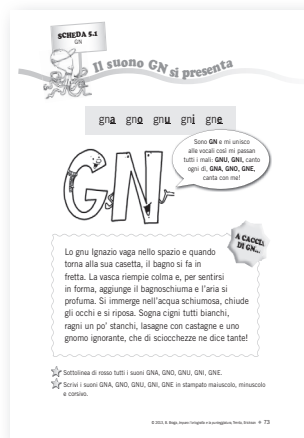 SCHEDA 5.1
GN
Il suono GN si presenta
gna gno gnu gni gne
Sono GN e mi unisco
alle vocali così mi passan
tutti i mali: GNU, GNI, canto
ogni dì, GNA, GNO, GNE,
canta con me!
GN
A CACCIA
DI GN...
Lo gnu Ignazio vaga nello spazio e quando
torna alla sua casetta, il bagno si fa in
fretta. La vasca riempie colma e, per sentirsi
in forma, aggiunge il bagnoschiuma e l'aria si
profuma. Si immerge nell'acqua schiumosa, chiude
gli occhi e si riposa. Sogna cigni tutti bianchi,
ragni un po' stanchi, lasagne con castagne e uno
gnomo ignorante, che di sciocchezze ne dice tante!
Sottolinea di rosso tutti i suoni GNA, GNO, GNU, GNI, GNE.
Scrivi i suoni GNA, GNO, GNU, GNI, GNE in stampato maiuscolo, minuscolo
e corsivo.
73